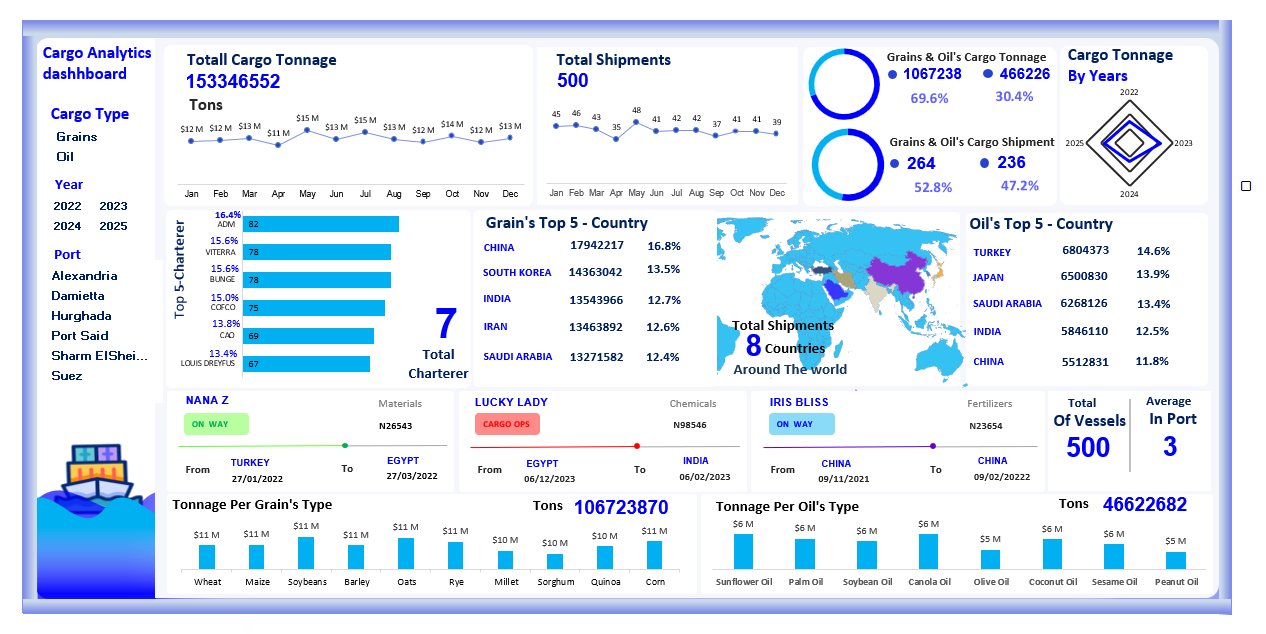 Cargo Analytics
dashhboard
Cargo Type
Grains
Oil
Year
2022 2023
2024 2025
Port
Alexandria
Damietta
Hurghada
Port Said
Sharm ElShei...
Suez
Totall Cargo Tonnage
153346552
Tons
$12 M $12 M $13 M $11 M $15 M $13 M $15 M $13 M $12 M $14 M $12 M $13 M
Jan Feb Mar Apr May Jun Jul Aug Sep Oct Nov Dec
Total Shipments
500
45 46 43 35 48 41 42 42 37 41 41 39
Jan Feb Mar Apr May Jun Jul Aug Sep Oct Nov Dec
Grains & Oil's Cargo Tonnage
1067238 466226
69.6% 30.4%
Grains & Oil's Cargo Shipment
264 236
52.8% 47.2%
Cargo Tonnage
By Years
2022
2025 2023
2024
Top 5-Charterer
16.4%
ADM 82
15.6%
VITERRA 78
15.6%
BUNGE 78
15.0%
COFCO 75
13.8%
CAO 69
13.4%
LOUIS DREYFUS 67
7
Total
Charterer
Grain's Top 5 - Country
CHINA 17942217 16.8%
SOUTH KOREA 14363042 13.5%
INDIA 13543966 12.7%
IRAN 13463892 12.6%
SAUDI ARABIA 13271582 12.4%
Total Shipments
8 Countries
Around The world
Oil's Top 5 - Country
TURKEY 6804373 14.6%
JAPAN 6500830 13.9%
SAUDI ARABIA 6268126 13.4%
INDIA 5846110 12.5%
CHINA 5512831 11.8%
NANA Z Materials
ON WAY N26543
From TURKEY To EGYPT
27/01/2022 27/03/2022
LUCKY LADY Chemicals
CARGO OPS N98546
From EGYPT To INDIA
06/12/2023 06/02/2023
IRIS BLISS Fertilizers
ON WAY N23654
From CHINA To CHINA
09/11/2021 09/02/20222
Total
Of Vessels
500
Average
In Port
3
Tonnage Per Grain's Type Tons 106723870
$11 M $11 M $11 M $11 M $11 M $11 M $10 M $10 M $10 M $11 M
Wheat Maize Soybeans Barley Oats Rye Millet Sorghum Quinoa Corn
Tonnage Per Oil's Type Tons 46622682
$6 M $6 M $6 M $6 M $5 M $6 M $6 M $5 M
Sunflower Oil Palm Oil Soybean Oil Canola Oil Olive Oil Coconut Oil Sesame Oil Peanut Oil